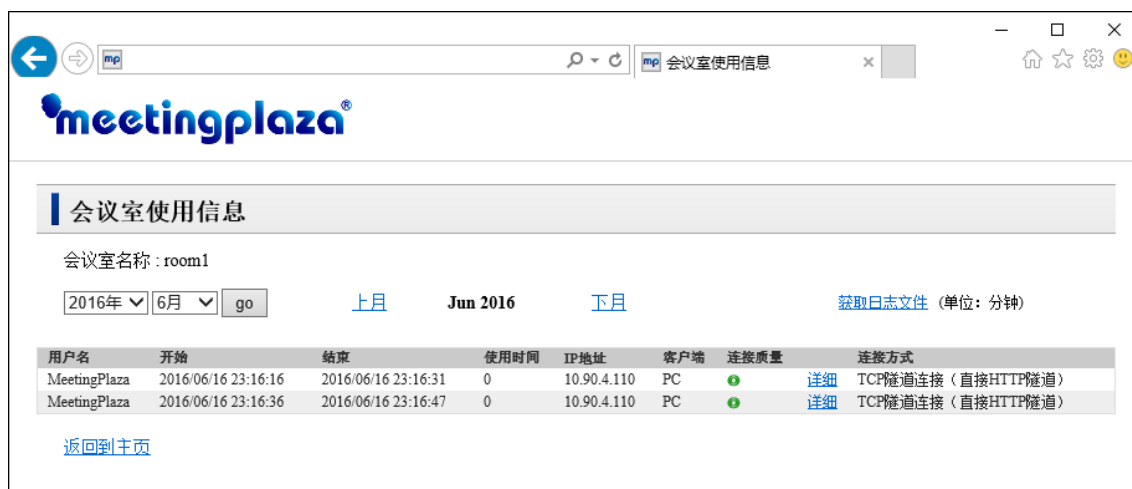 mp
mp 会议室使用信息
meetingplaza®
会议室使用信息
会议室名称 : room1
2016年 6月 go 上月 Jun 2016 下月 获取日志文件 (单位：分钟)
用户名 开始 结束 使用时间 IP地址 客户端 连接质量 连接方式
MeetingPlaza 2016/06/16 23:16:16 2016/06/16 23:16:31 0 10.90.4.110 PC 详细 TCP隧道连接（直接HTTP隧道）
MeetingPlaza 2016/06/16 23:16:36 2016/06/16 23:16:47 0 10.90.4.110 PC 详细 TCP隧道连接（直接HTTP隧道）
返回到主页